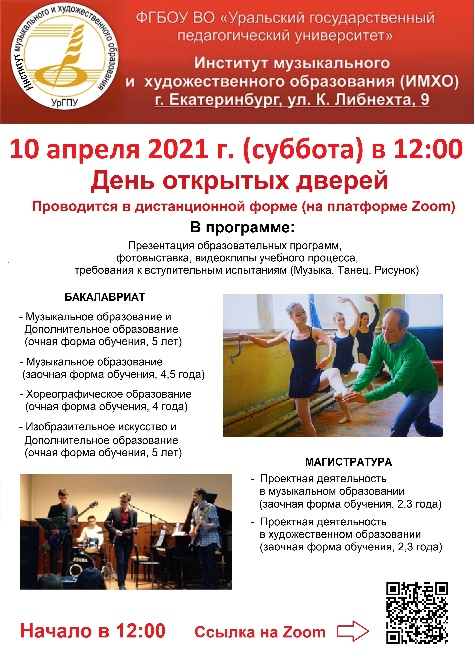 Институт музыкального и художественного образования
УрГПУ
ФГБОУ ВО «Уральский государственный
педагогический университет»
Институт музыкального
и художественного образования (ИМХО)
г. Екатеринбург, ул. К. Либнехта, 9
10 апреля 2021 г. (суббота) в 12:00
День открытых дверей
Проводится в дистанционной форме (на платформе Zoom)
В программе:
Презентация образовательных программ,
фотовыставка, видеоклипы учебного процесса,
требования к вступительным испытаниям (Музыка. Танец. Рисунок)
БАКАЛАВРИАТ
- Музыкальное образование и
Дополнительное образование
(очная форма обучения, 5 лет)
- Музыкальное образование
(заочная форма обучения, 4,5 года)
- Хореографическое образование
(очная форма обучения, 4 года)
- Изобразительное искусство и
Дополнительное образование
(очная форма обучения, 5 лет)
МАГИСТРАТУРА
- Проектная деятельность
в музыкальном образовании
(заочная форма обучения, 2.3 года)
- Проектная деятельность
в художественном образовании
(заочная форма обучения, 2,3 года)
Начало в 12:00
Ссылка на Zoom